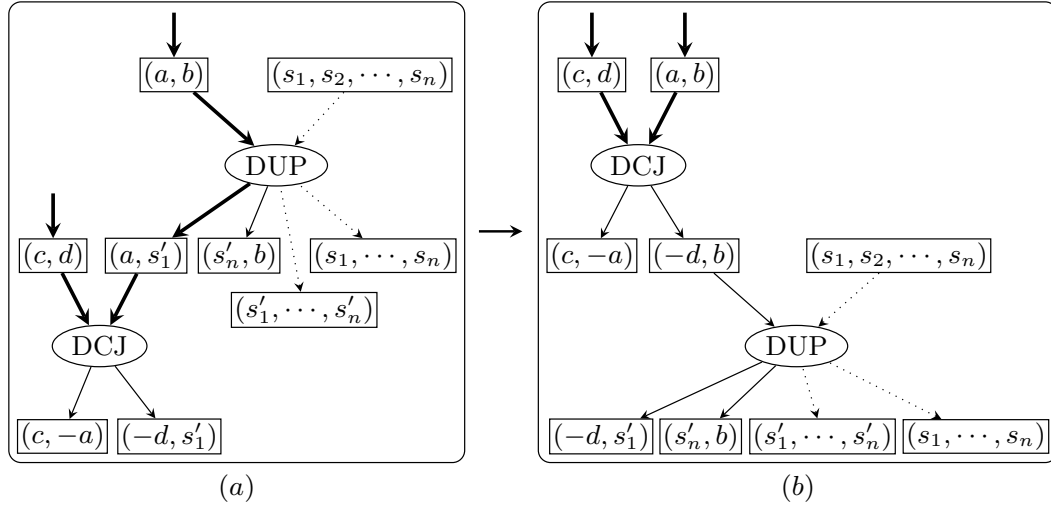 (a, b) (s₁, s₂, ⋯, sₙ)
DUP
(c, d) (a, s′₁) (s′ₙ, b) (s₁, ⋯, sₙ)
(s′₁, ⋯, s′ₙ)
DCJ
(c, −a) (−d, s′₁)
(a)
(c, d) (a, b)
DCJ
(c, −a) (−d, b) (s₁, s₂, ⋯, sₙ)
DUP
(−d, s′₁) (s′ₙ, b) (s′₁, ⋯, s′ₙ) (s₁, ⋯, sₙ)
(b)